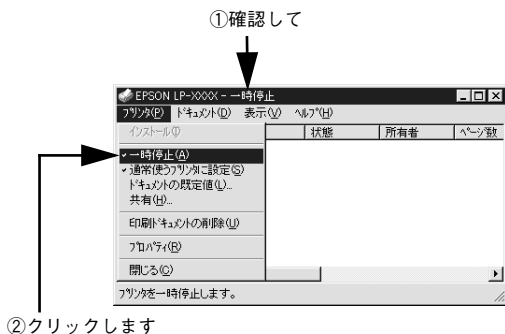 ①確認して
EPSON LP-XXXX - 一時停止
プリンタ(P) ドキュメント(D) 表示(V) ヘルプ(H)
インストール(I)
状態 所有者 ページ数
一時停止(A)
通常使うプリンタに設定(S)
ドキュメントの既定値(L)...
共有(H)...
印刷ドキュメントの削除(U)
プロパティ(R)
閉じる(C)
プリンタを一時停止します。
②クリックします